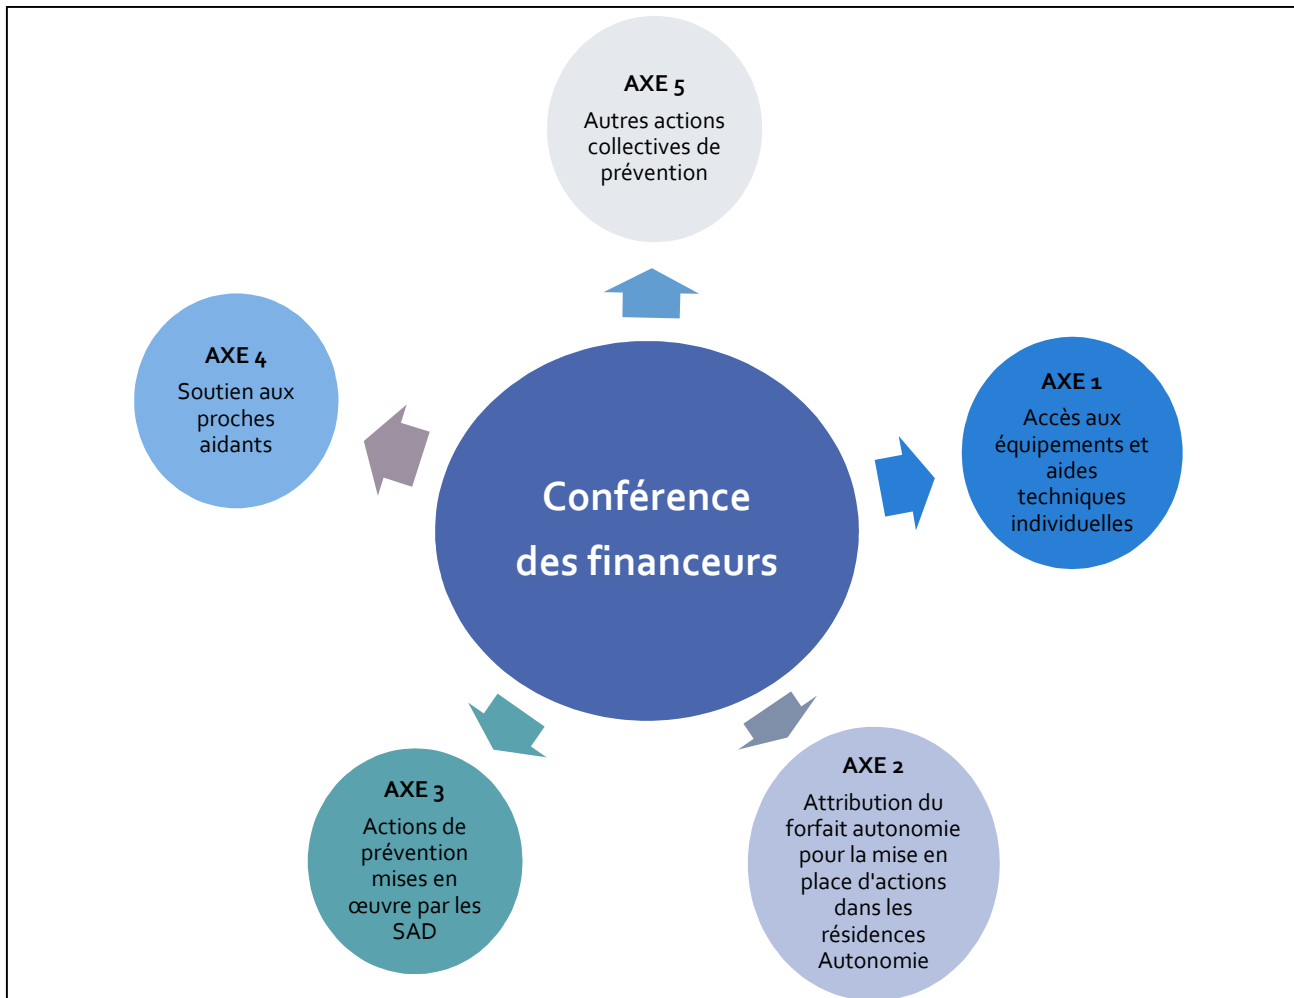 AXE 5
Autres actions
collectives de
prévention
AXE 4
Soutien aux
proches
aidants
AXE 1
Accès aux
équipements et
aides
techniques
individuelles
Conférence
des financeurs
AXE 3
Actions de
prévention
mises en
œuvre par les
SAD
AXE 2
Attribution du
forfait autonomie
pour la mise en
place d'actions
dans les
résidences
Autonomie